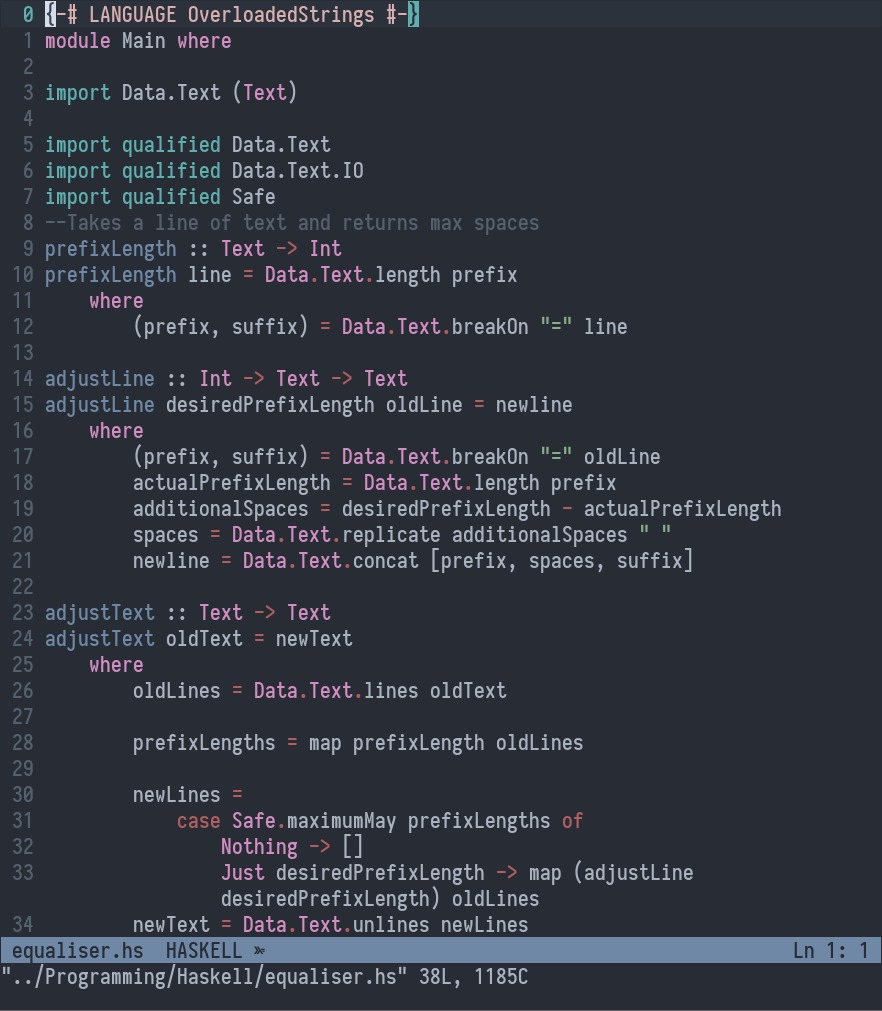 0 {-# LANGUAGE OverloadedStrings #-}
1 module Main where
2
3 import Data.Text (Text)
4
5 import qualified Data.Text
6 import qualified Data.Text.IO
7 import qualified Safe
8 --Takes a line of text and returns max spaces
9 prefixLength :: Text -> Int
10 prefixLength line = Data.Text.length prefix
11     where
12         (prefix, suffix) = Data.Text.breakOn "=" line
13
14 adjustLine :: Int -> Text -> Text
15 adjustLine desiredPrefixLength oldLine = newline
16     where
17         (prefix, suffix) = Data.Text.breakOn "=" oldLine
18         actualPrefixLength = Data.Text.length prefix
19         additionalSpaces = desiredPrefixLength - actualPrefixLength
20         spaces = Data.Text.replicate additionalSpaces " "
21         newline = Data.Text.concat [prefix, spaces, suffix]
22
23 adjustText :: Text -> Text
24 adjustText oldText = newText
25     where
26         oldLines = Data.Text.lines oldText
27
28         prefixLengths = map prefixLength oldLines
29
30         newLines =
31             case Safe.maximumMay prefixLengths of
32                 Nothing -> []
33                 Just desiredPrefixLength -> map (adjustLine
                desiredPrefixLength) oldLines
34         newText = Data.Text.unlines newLines
equaliser.hs  HASKELL Ln 1: 1
"../Programming/Haskell/equaliser.hs" 38L, 1185C